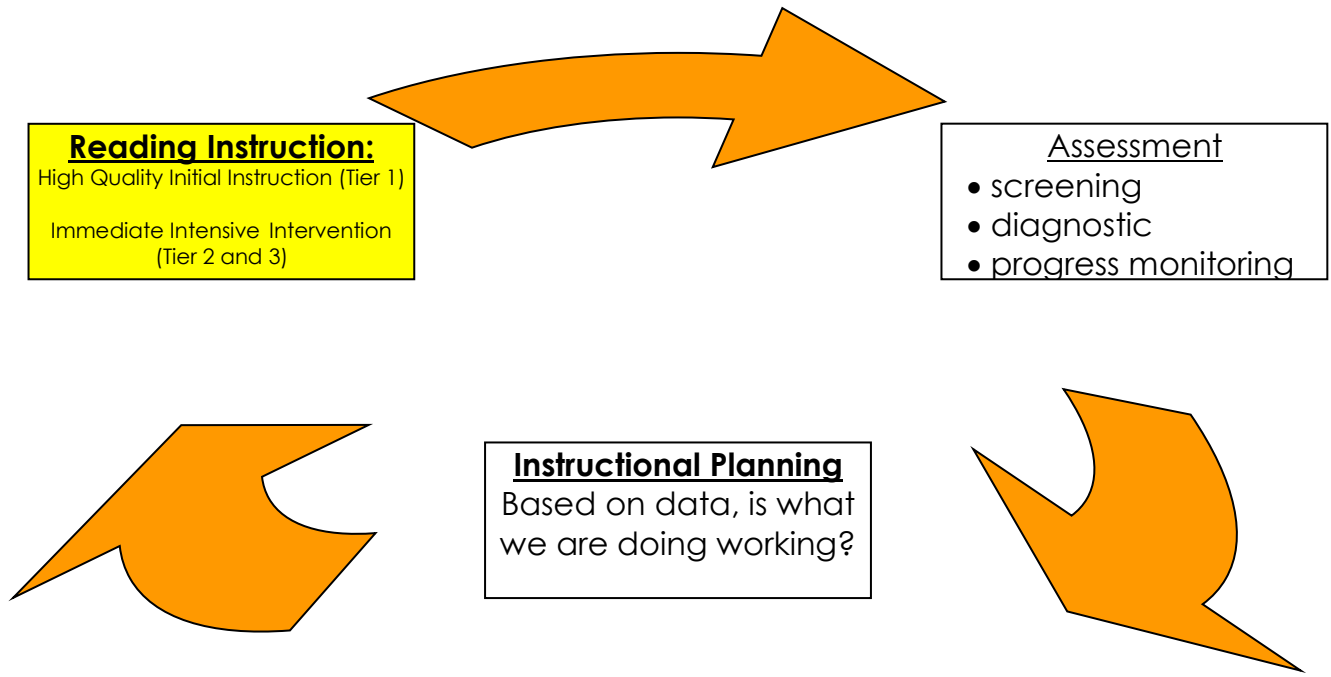 Reading Instruction:
High Quality Initial Instruction (Tier 1)
Immediate Intensive Intervention
(Tier 2 and 3)
Assessment
• screening
• diagnostic
• progress monitoring
Instructional Planning
Based on data, is what
we are doing working?